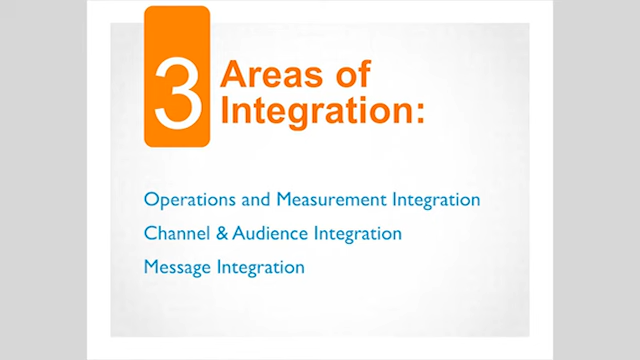 3
Areas of
Integration:
Operations and Measurement Integration
Channel & Audience Integration
Message Integration